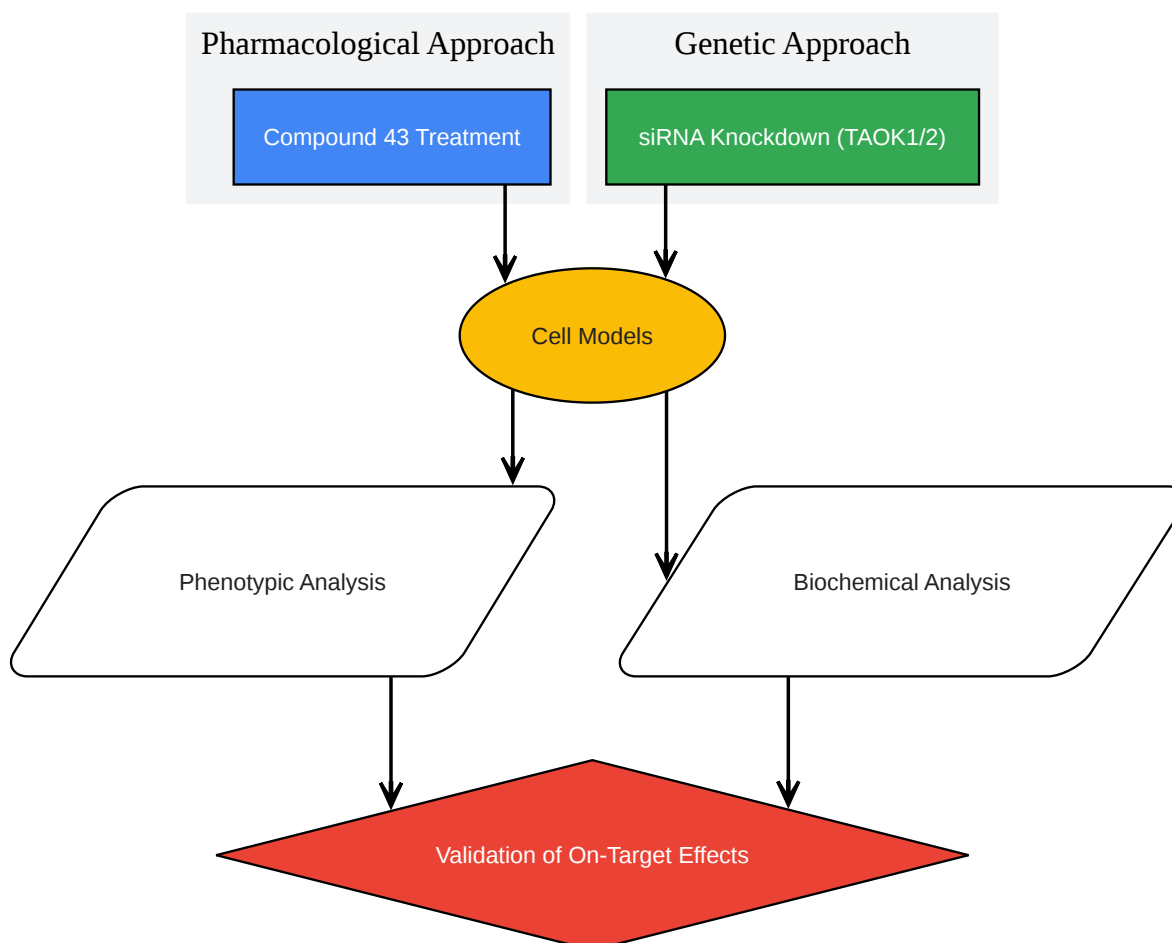 Pharmacological Approach
Genetic Approach
Compound 43 Treatment
siRNA Knockdown (TAOK1/2)
Cell Models
Phenotypic Analysis
Biochemical Analysis
Validation of On-Target Effects